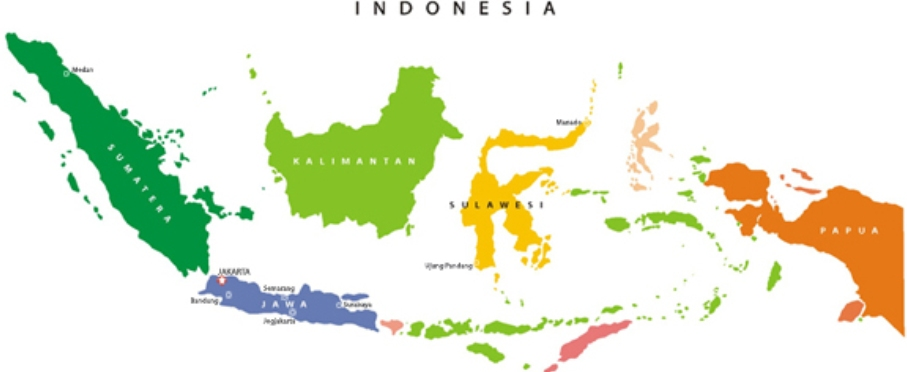 INDONESIA
Medan
SUMATERA
KALIMANTAN
Manado
SULAWESI
PAPUA
Ujung Pandang
JAKARTA
Semarang
Bandung
JAWA
Surabaya
Jogjakarta